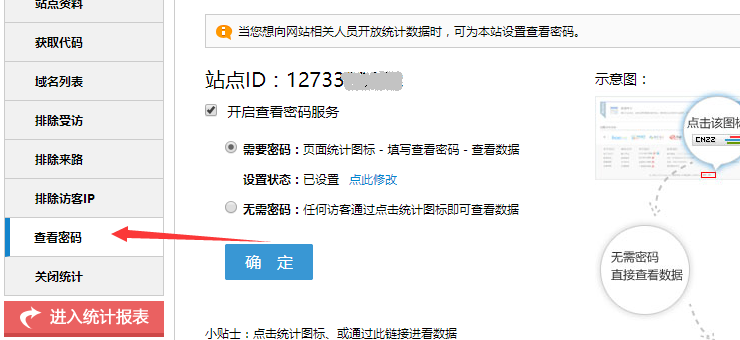 站点资料
获取代码
域名列表
排除受访
排除来路
排除访客IP
查看密码
关闭统计
进入统计报表
当您想向网站相关人员开放统计数据时，可为本站设置查看密码。
站点ID：12733
开启查看密码服务
需要密码：页面统计图标 - 填写查看密码 - 查看数据
设置状态：已设置 点此修改
无需密码：任何访客通过点击统计图标即可查看数据
确 定
小贴士：点击统计图标、或通过此链接进看数据
示意图：
点击该图标
CNZZ
无需密码
直接查看数据